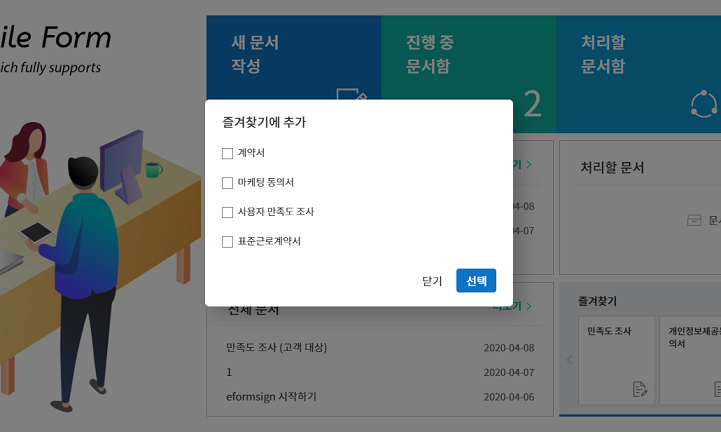 ile Form
ich fully supports
새 문서
작성
진행 중
문서함
2
처리할
문서함
즐겨찾기에 추가
계약서
마케팅 동의서
사용자 만족도 조사
표준근로계약서
닫기
선택
기 >
-08
-07
처리할 문서
문
전체 문서
더보기 >
만족도 조사 (고객 대상)
2020-04-08
1
2020-04-07
eformsign 시작하기
2020-04-06
즐겨찾기
만족도 조사
개인정보제공
의서